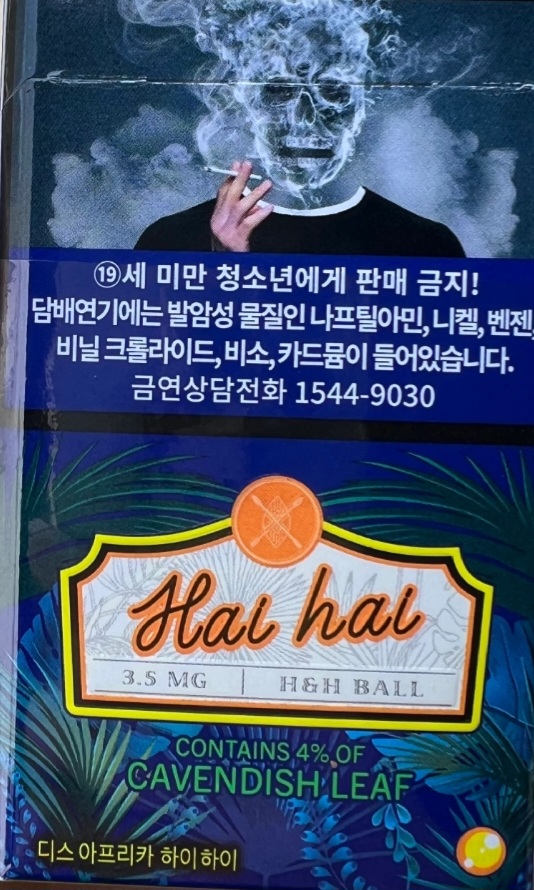 ⑲세 미만 청소년에게 판매 금지!
담배연기에는 발암성 물질인 나프틸아민, 니켈, 벤젠,
비닐 크롤라이드, 비소, 카드뮴이 들어있습니다.
금연상담전화 1544-9030
Hai hai
3.5 MG | H&H BALL
CONTAINS 4% OF
CAVENDISH LEAF
디스 아프리카 하이하이